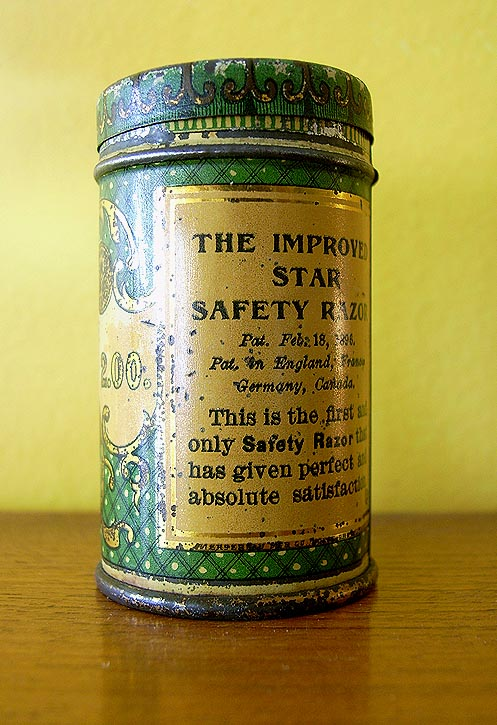 THE IMPROVED
STAR
SAFETY RAZOR
Pat. Feb. 18, 1896.
Pat. in England, France
Germany, Canada.
2.00.
This is the first and
only Safety Razor that
has given perfect and
absolute satisfaction